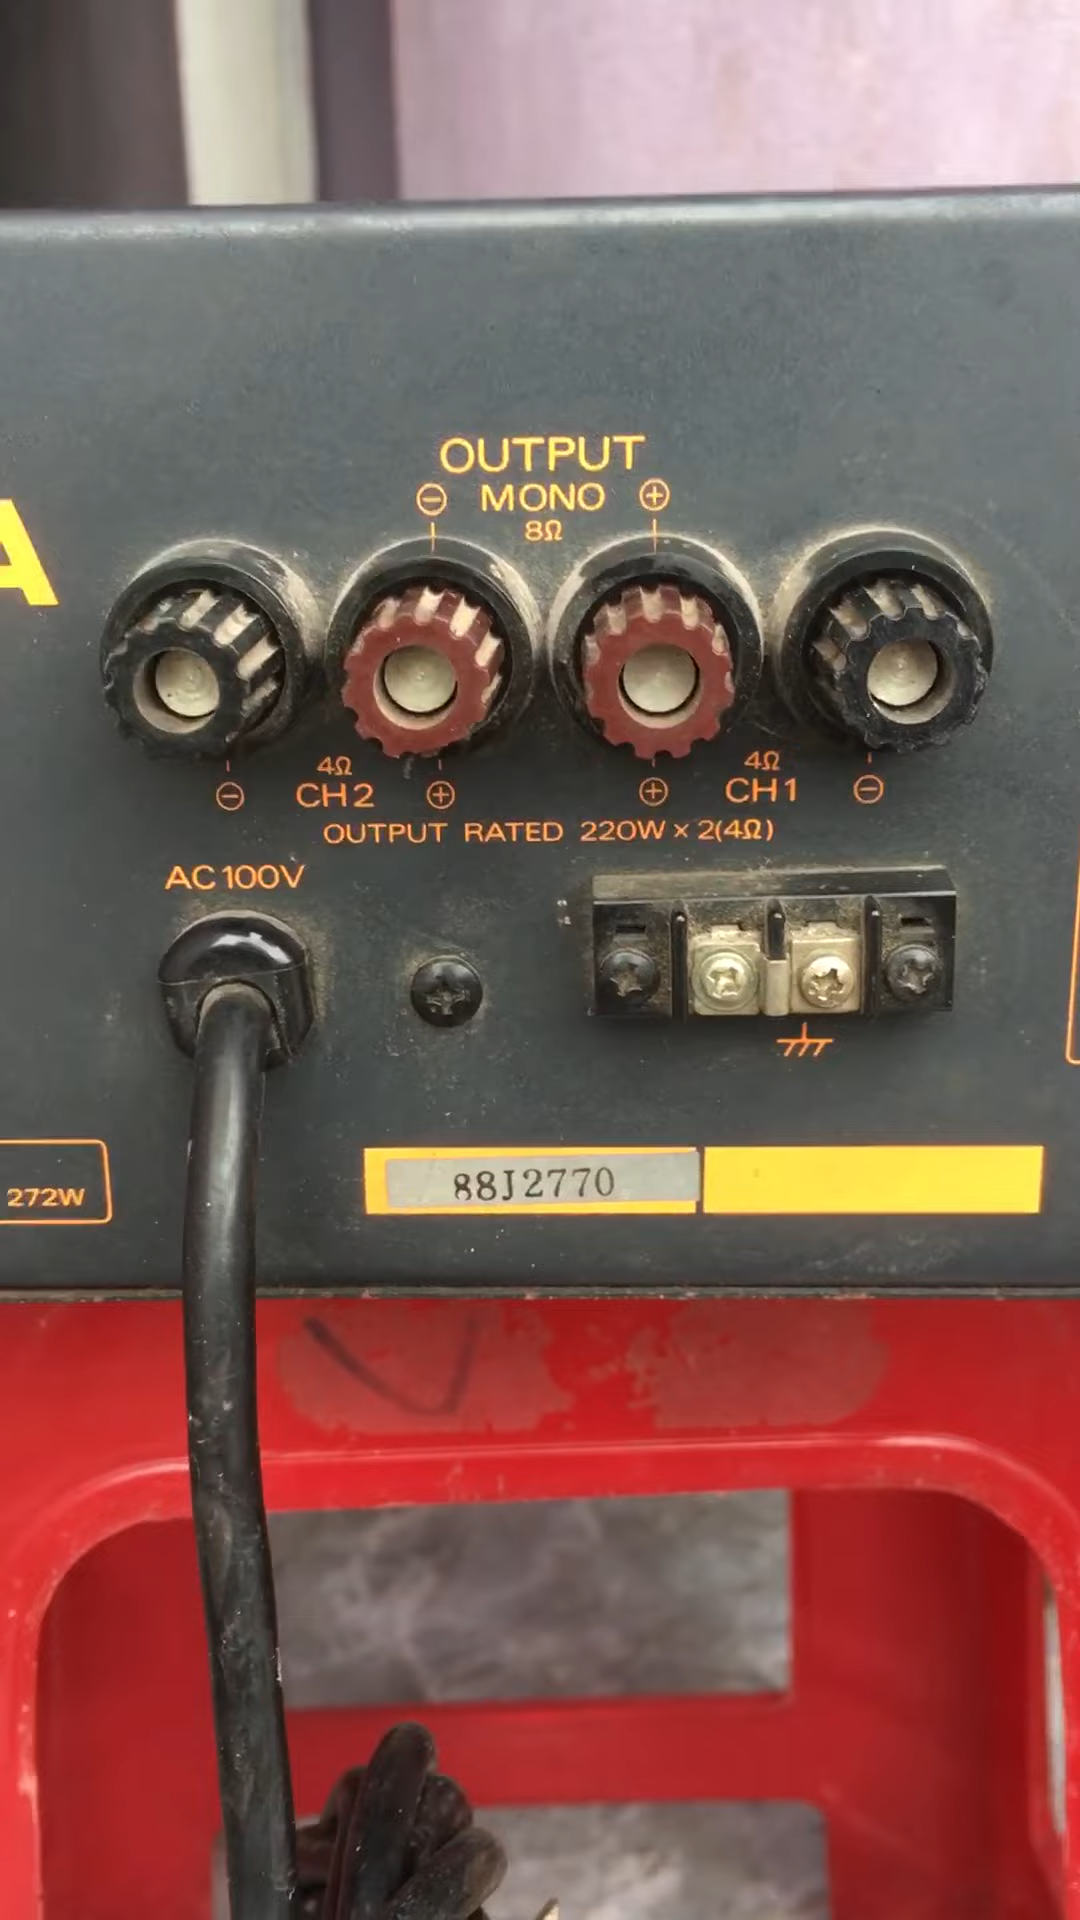 OUTPUT
⊖ MONO ⊕
8Ω
A
4Ω 4Ω
⊖ CH2 ⊕ ⊕ CH1 ⊖
OUTPUT RATED 220W × 2(4Ω)
AC100V
272W
88J2770